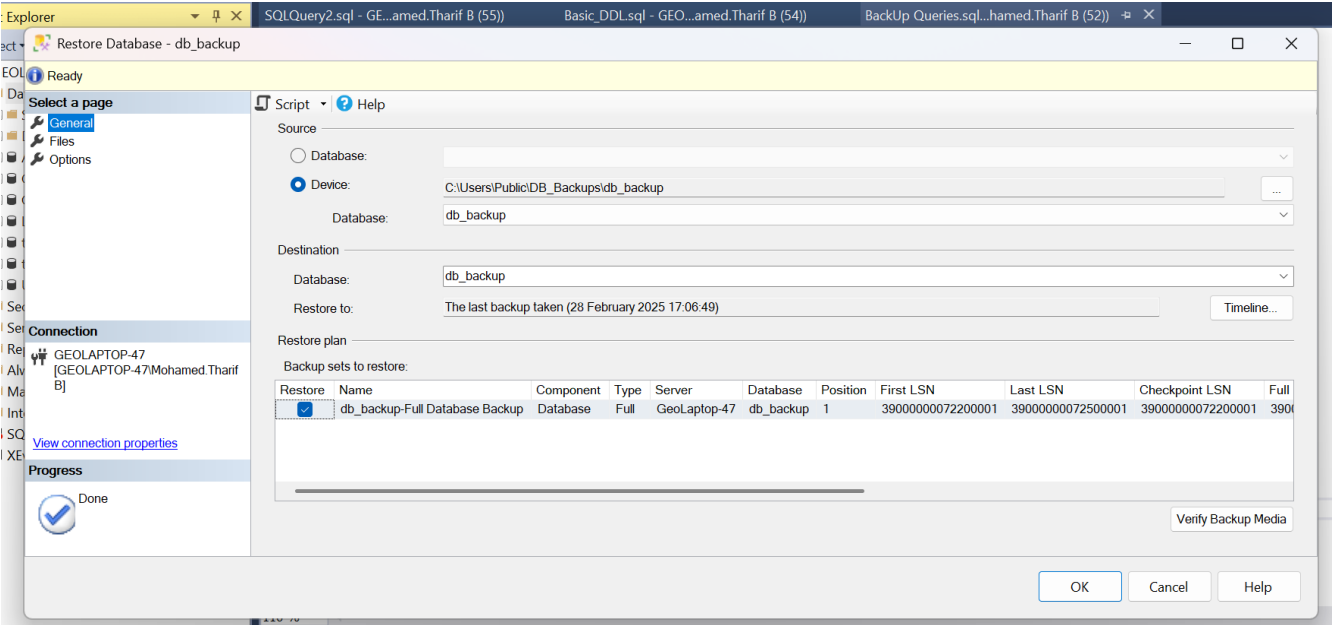 Explorer
SQLQuery2.sql - GE...amed.Tharif B (55))
Basic_DDL.sql - GEO...amed.Tharif B (54))
BackUp Queries.sql...hamed.Tharif B (52))
Restore Database - db_backup
Ready
Select a page
General
Files
Options
Script
Help
Source
Database:
Device:
C:\Users\Public\DB_Backups\db_backup
...
Database:
db_backup
Destination
Database:
db_backup
Restore to:
The last backup taken (28 February 2025 17:06:49)
Timeline...
Restore plan
Backup sets to restore:
Restore Name Component Type Server Database Position First LSN Last LSN Checkpoint LSN Full
db_backup-Full Database Backup Database Full GeoLaptop-47 db_backup 1 39000000072200001 39000000072500001 39000000072200001 390
Connection
GEOLAPTOP-47
[GEOLAPTOP-47\Mohamed.Tharif
B]
View connection properties
Progress
Done
Verify Backup Media
OK
Cancel
Help